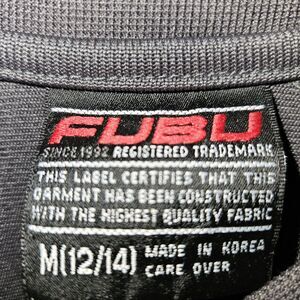 FUBU
SINCE 1992 REGISTERED TRADEMARK
THIS LABEL CERTIFIES THAT THIS
GARMENT HAS BEEN CONSTRUCTED
WITH THE HIGHEST QUALITY FABRIC
M(12/14) MADE IN KOREA
CARE OVER